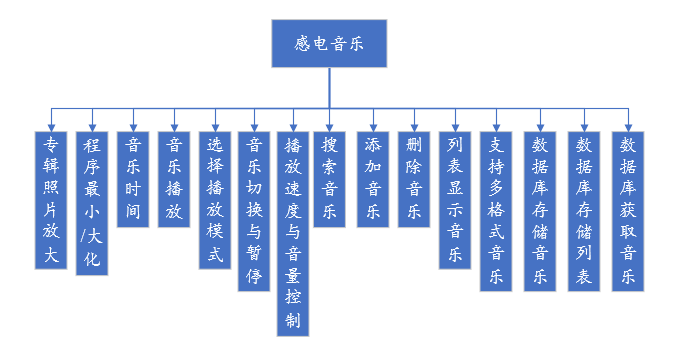 感电音乐
专辑照片放大
程序最小/大化
音乐时间
音乐播放
选择播放模式
音乐切换与暂停
播放速度与音量控制
搜索音乐
添加音乐
删除音乐
列表显示音乐
支持多格式音乐
数据库存储音乐
数据库存储列表
数据库获取音乐